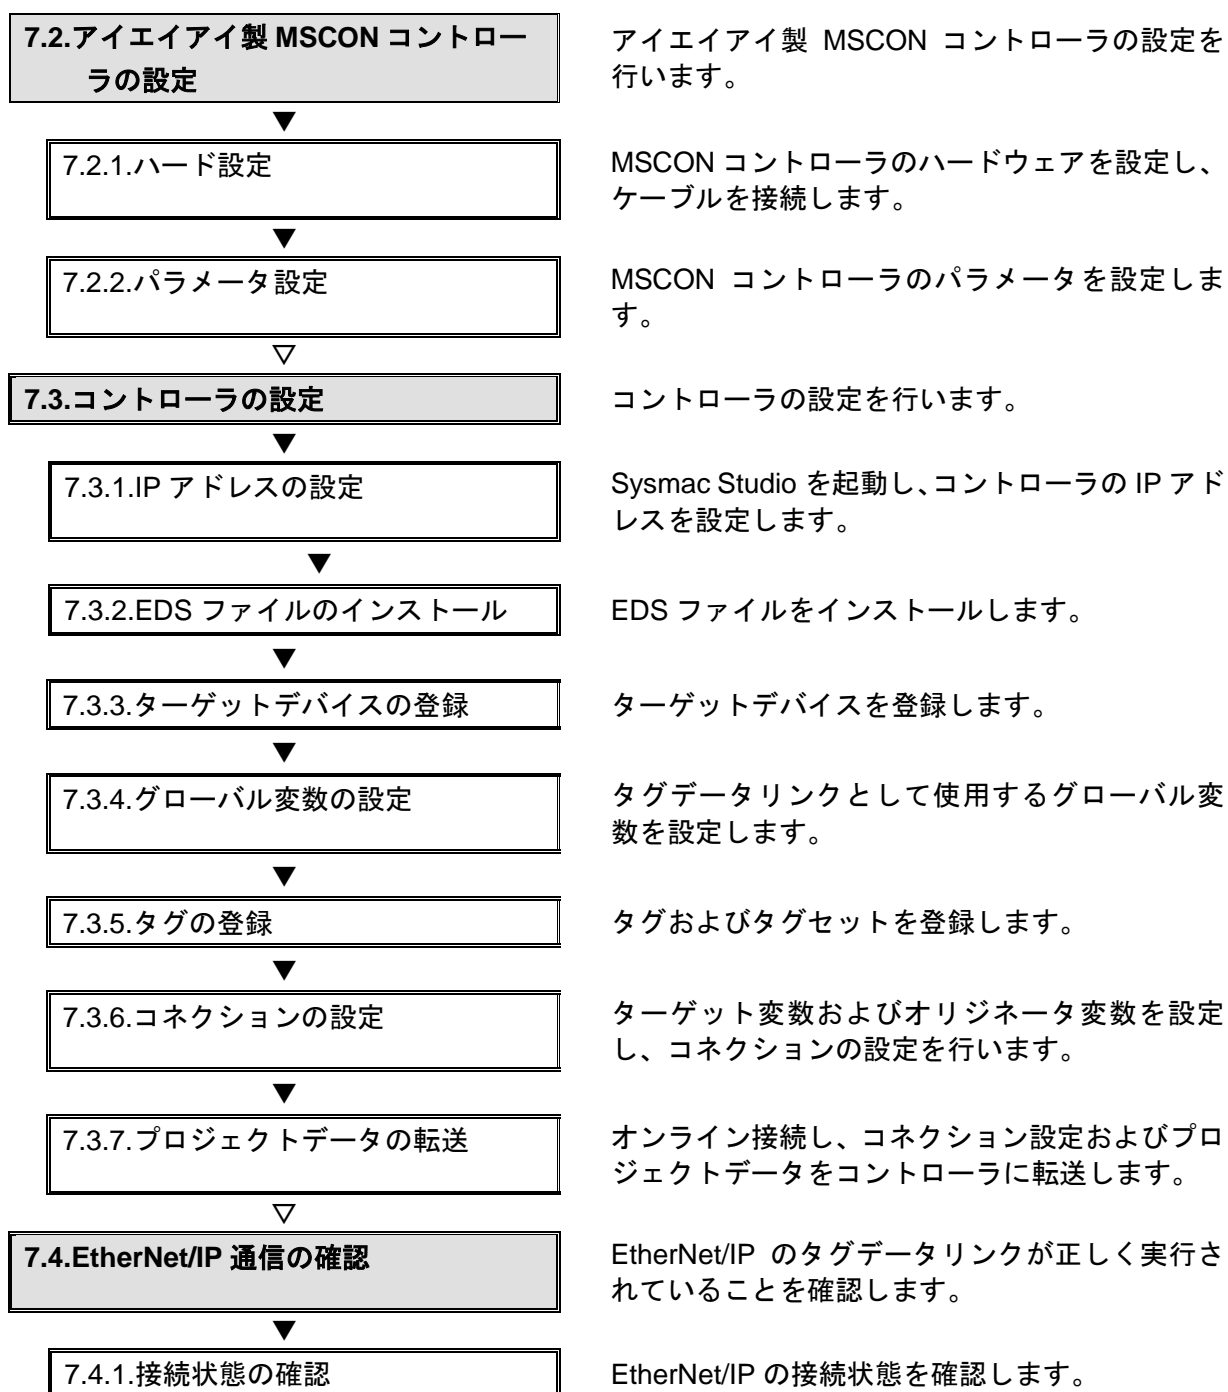 7.2.アイエイアイ製 MSCON コントロー
ラの設定
アイエイアイ製 MSCON コントローラの設定を
行います。
▼
7.2.1.ハード設定
MSCON コントローラのハードウェアを設定し、
ケーブルを接続します。
▼
7.2.2.パラメータ設定
MSCON コントローラのパラメータを設定しま
す。
▽
7.3.コントローラの設定
コントローラの設定を行います。
▼
7.3.1.IP アドレスの設定
Sysmac Studio を起動し、コントローラの IP アド
レスを設定します。
▼
7.3.2.EDS ファイルのインストール
EDS ファイルをインストールします。
▼
7.3.3.ターゲットデバイスの登録
ターゲットデバイスを登録します。
▼
7.3.4.グローバル変数の設定
タグデータリンクとして使用するグローバル変
数を設定します。
▼
7.3.5.タグの登録
タグおよびタグセットを登録します。
▼
7.3.6.コネクションの設定
ターゲット変数およびオリジネータ変数を設定
し、コネクションの設定を行います。
▼
7.3.7.プロジェクトデータの転送
オンライン接続し、コネクション設定およびプロ
ジェクトデータをコントローラに転送します。
▽
7.4.EtherNet/IP 通信の確認
EtherNet/IP のタグデータリンクが正しく実行さ
れていることを確認します。
▼
7.4.1.接続状態の確認
EtherNet/IP の接続状態を確認します。